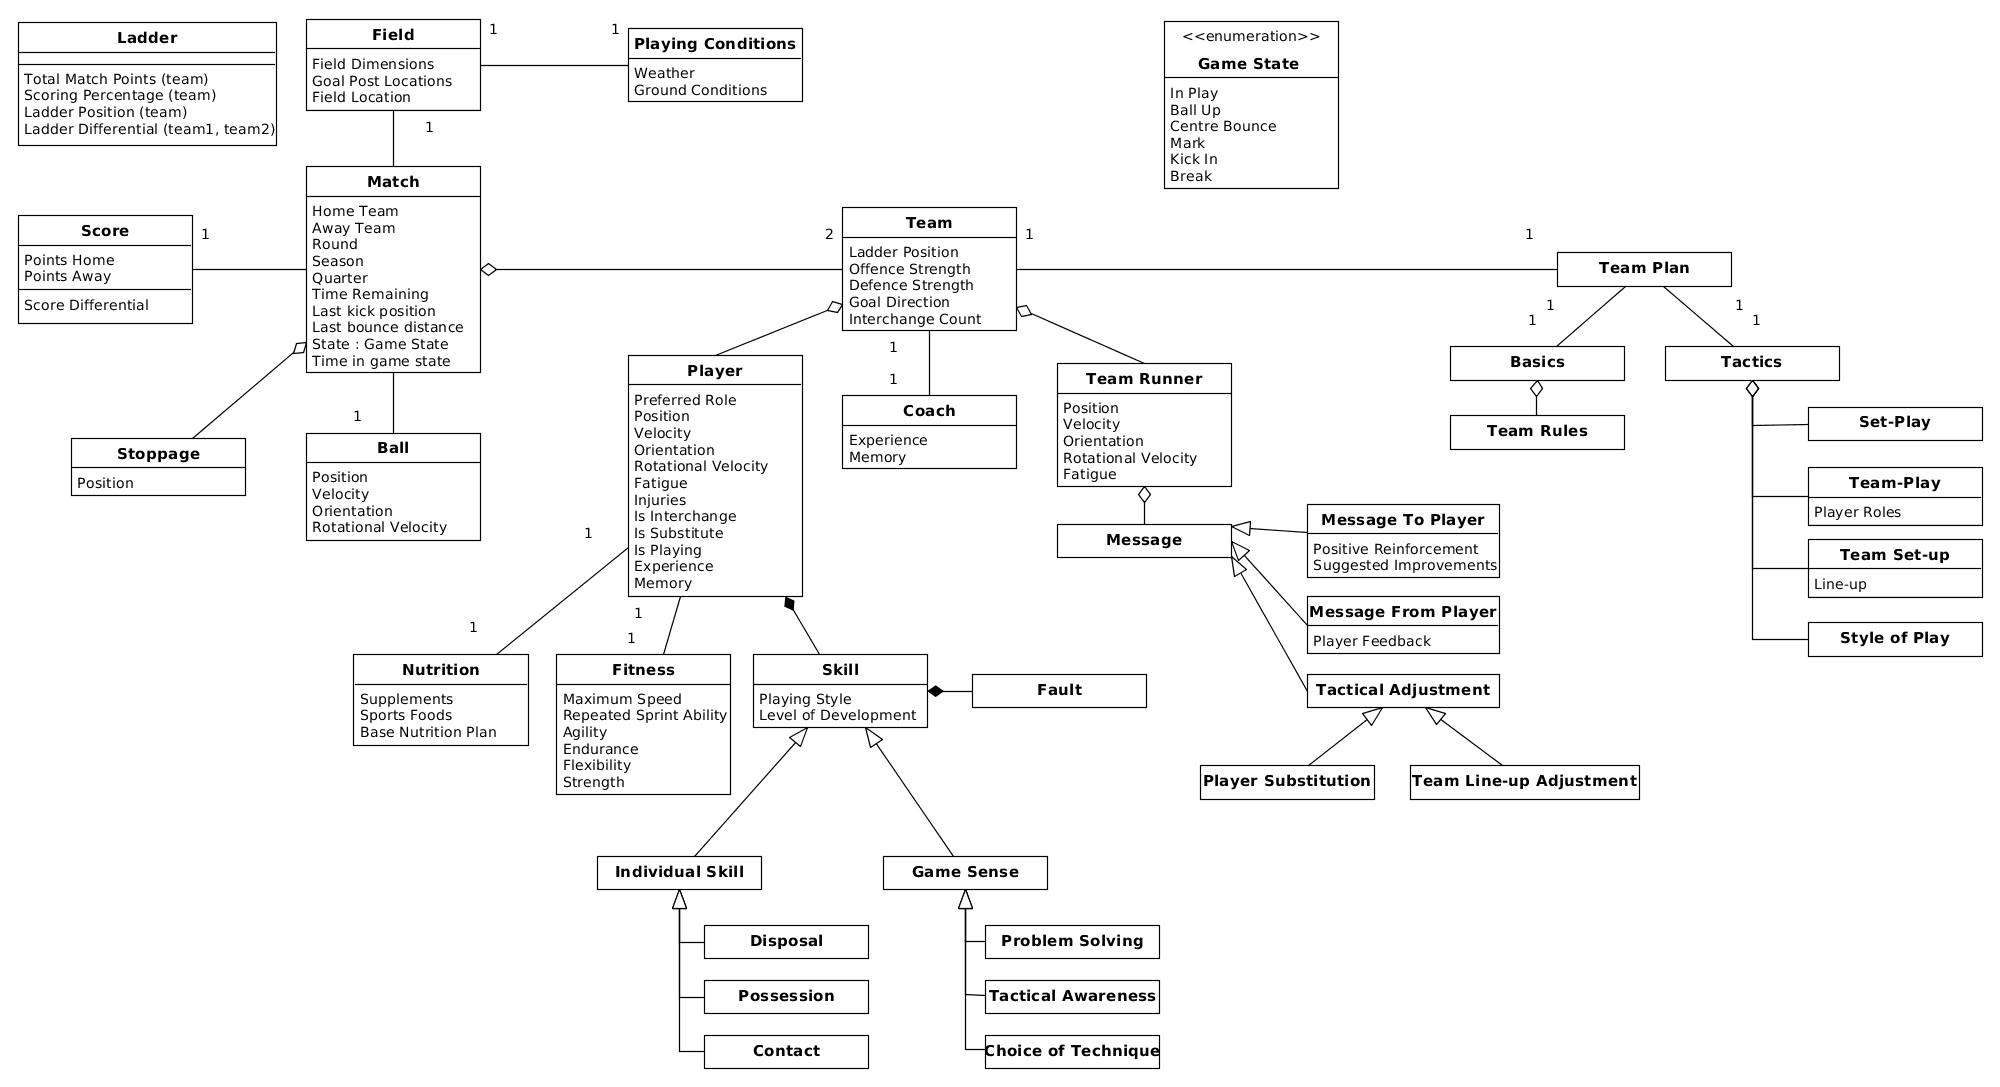 Ladder
Total Match Points (team)
Scoring Percentage (team)
Ladder Position (team)
Ladder Differential (team1, team2)
Field
Field Dimensions
Goal Post Locations
Field Location
1
1
Playing Conditions
Weather
Ground Conditions
<<enumeration>>
Game State
In Play
Ball Up
Centre Bounce
Mark
Kick In
Break
1
Match
Home Team
Away Team
Round
Season
Quarter
Time Remaining
Last kick position
Last bounce distance
State : Game State
Time in game state
Score
Points Home
Points Away
Score Differential
1
2
Team
Ladder Position
Offence Strength
Defence Strength
Goal Direction
Interchange Count
1
1
Team Plan
1
1
1
1
Basics
Tactics
Team Rules
Set-Play
Team-Play
Player Roles
Team Set-up
Line-up
Style of Play
Stoppage
Position
1
Ball
Position
Velocity
Orientation
Rotational Velocity
Player
Preferred Role
Position
Velocity
Orientation
Rotational Velocity
Fatigue
Injuries
Is Interchange
Is Substitute
Is Playing
Experience
Memory
1
1
Coach
Experience
Memory
Team Runner
Position
Velocity
Orientation
Rotational Velocity
Fatigue
Message
Message To Player
Positive Reinforcement
Suggested Improvements
Message From Player
Player Feedback
Tactical Adjustment
Player Substitution
Team Line-up Adjustment
1
1
1
1
Nutrition
Supplements
Sports Foods
Base Nutrition Plan
Fitness
Maximum Speed
Repeated Sprint Ability
Agility
Endurance
Flexibility
Strength
Skill
Playing Style
Level of Development
Fault
Individual Skill
Game Sense
Disposal
Possession
Contact
Problem Solving
Tactical Awareness
Choice of Technique